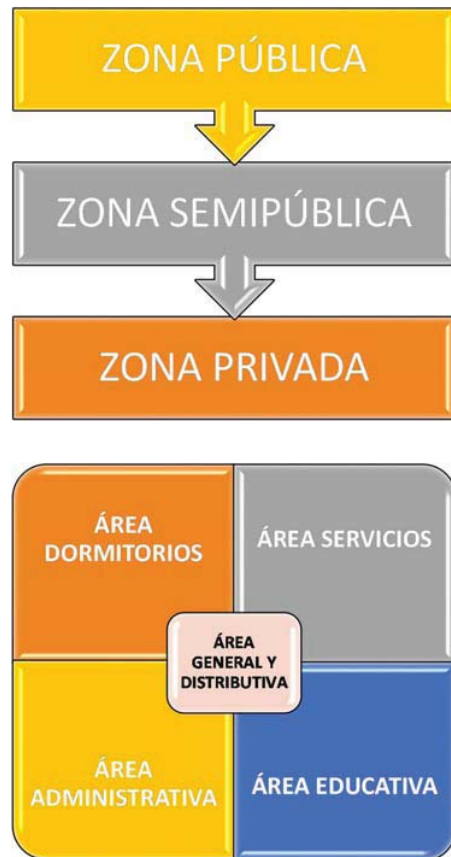 ZONA PÚBLICA
ZONA SEMIPÚBLICA
ZONA PRIVADA
ÁREA
DORMITORIOS
ÁREA SERVICIOS
ÁREA
GENERAL Y
DISTRIBUTIVA
ÁREA
ADMINISTRATIVA
ÁREA EDUCATIVA